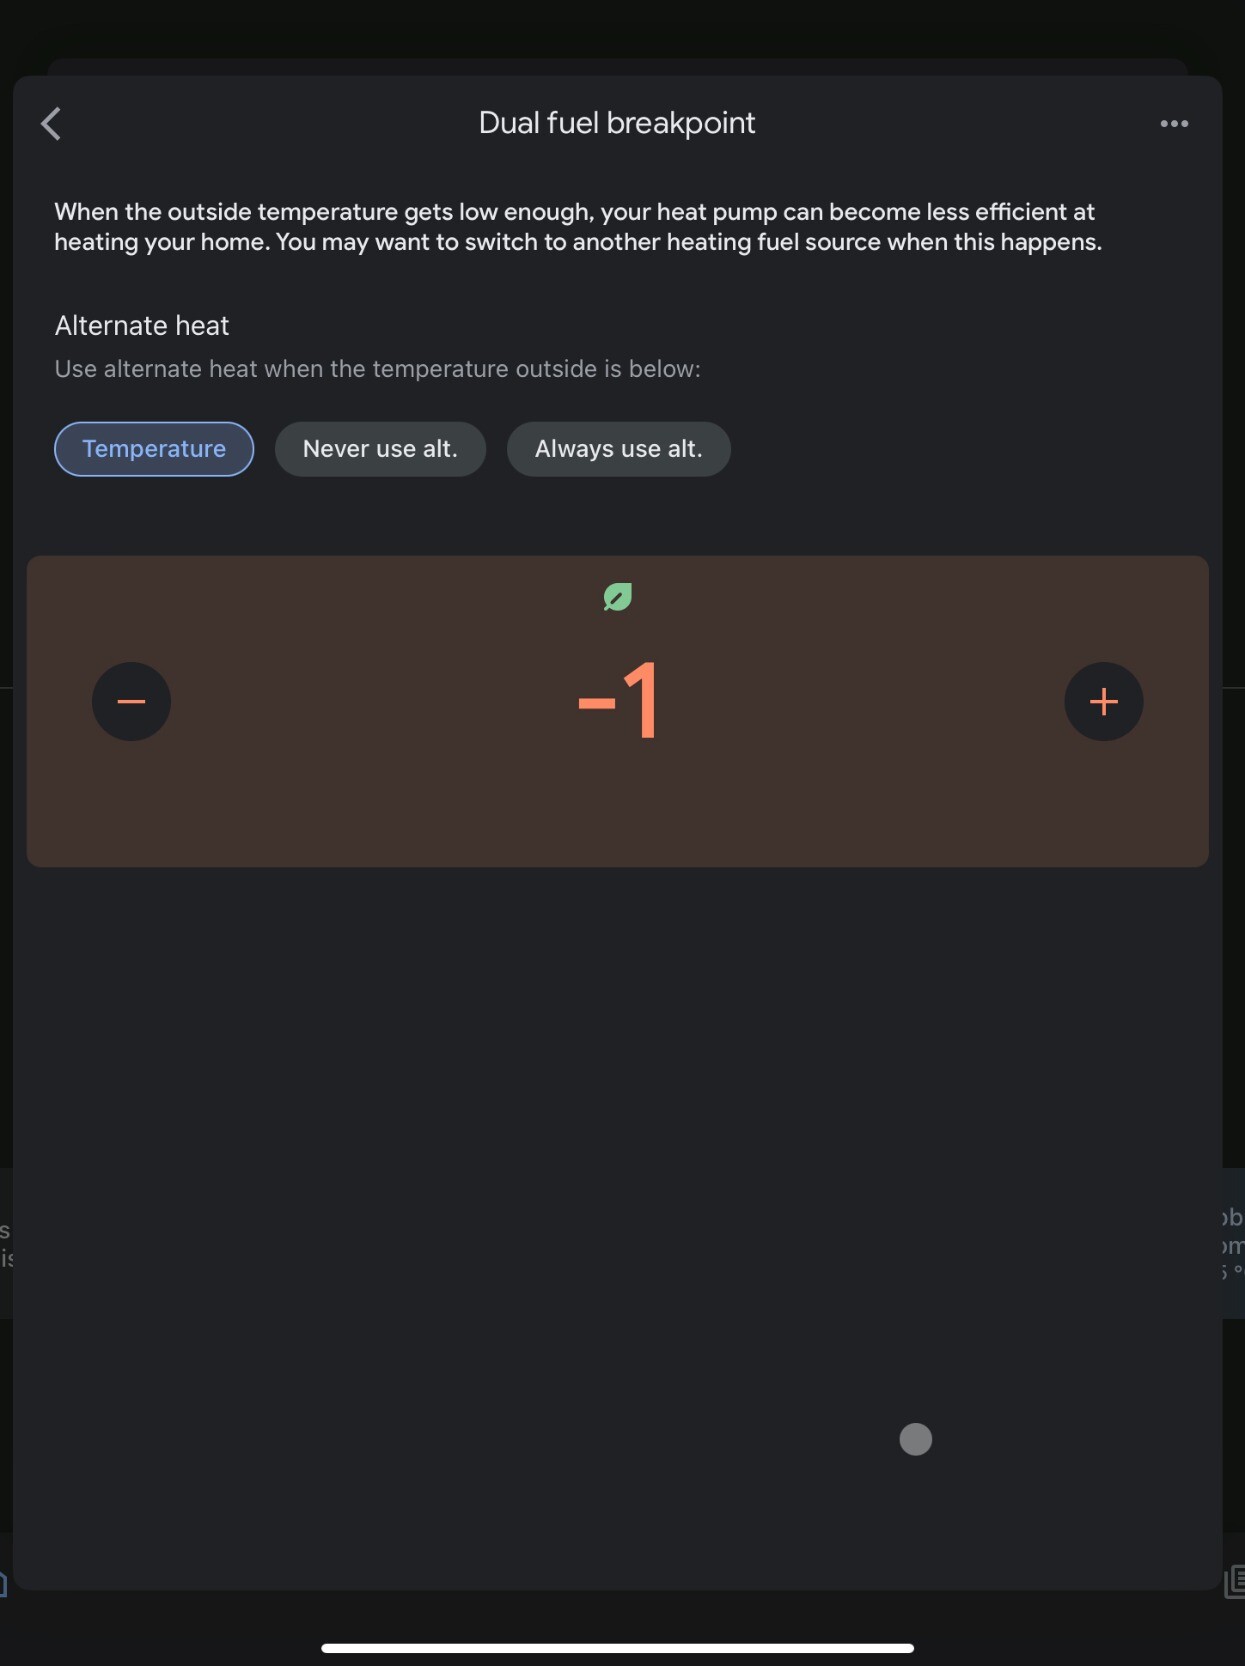 Dual fuel breakpoint
When the outside temperature gets low enough, your heat pump can become less efficient at
heating your home. You may want to switch to another heating fuel source when this happens.
Alternate heat
Use alternate heat when the temperature outside is below:
Temperature
Never use alt.
Always use alt.
-1